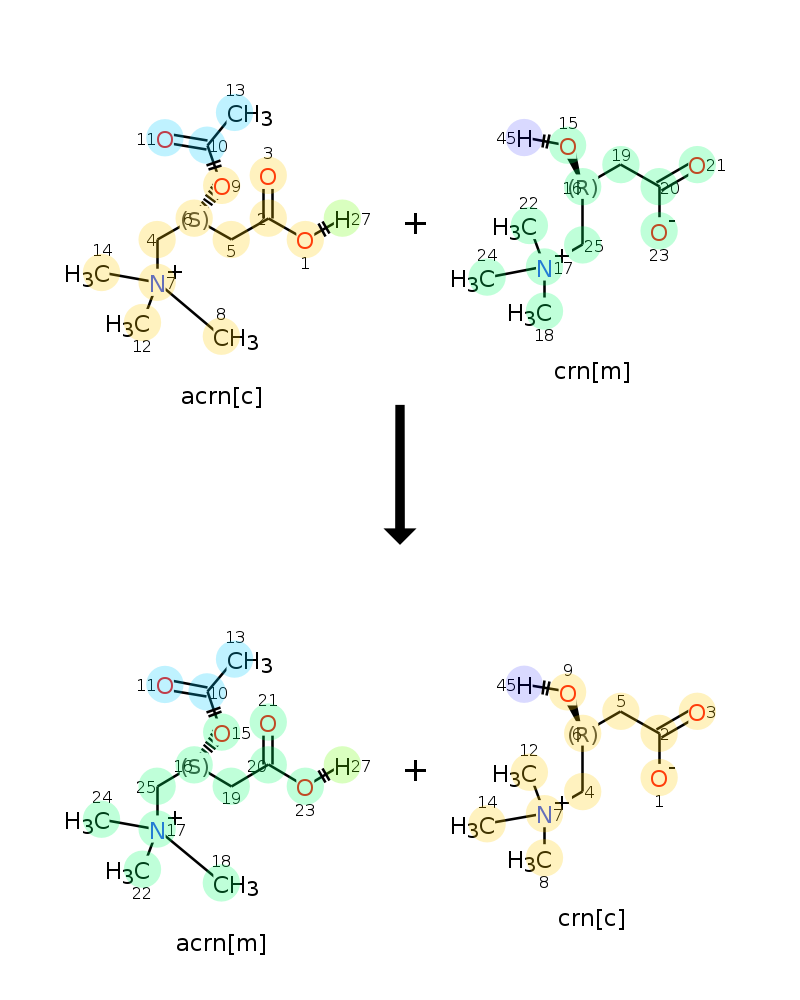 13
CH3
11 O 10
3
O
O 9
6 (S) 2 H 27
14 4 5 O
H3C N + 7 1
8
H3C CH3
12
acrn[c]
+
15
45 H O
19
16 (R) O 21
20
22
H3C O -
24 + 25 23
H3C N 17
H3C
18
crn[m]
13
CH3
11 O 10
21
O
O 15
16 (S) 20 H 27
25 19 O
24 23
H3C N + 17
18
H3C CH3
22
acrn[m]
+
9
45 H O
5
6 (R) O 3
2
12
H3C O -
14 + 4 1
H3C N 7
H3C
8
crn[c]